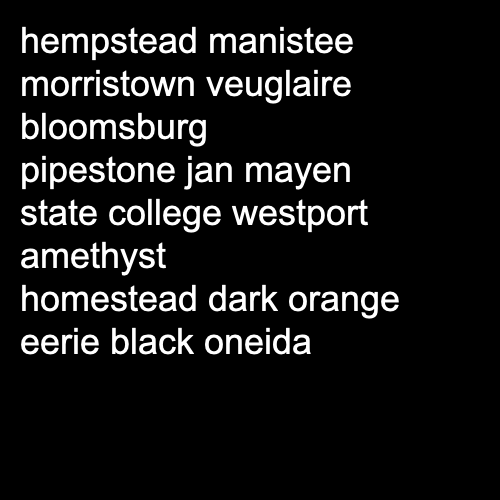 hempstead manistee
morristown veuglaire
bloomsburg
pipestone jan mayen
state college westport
amethyst
homestead dark orange
eerie black oneida